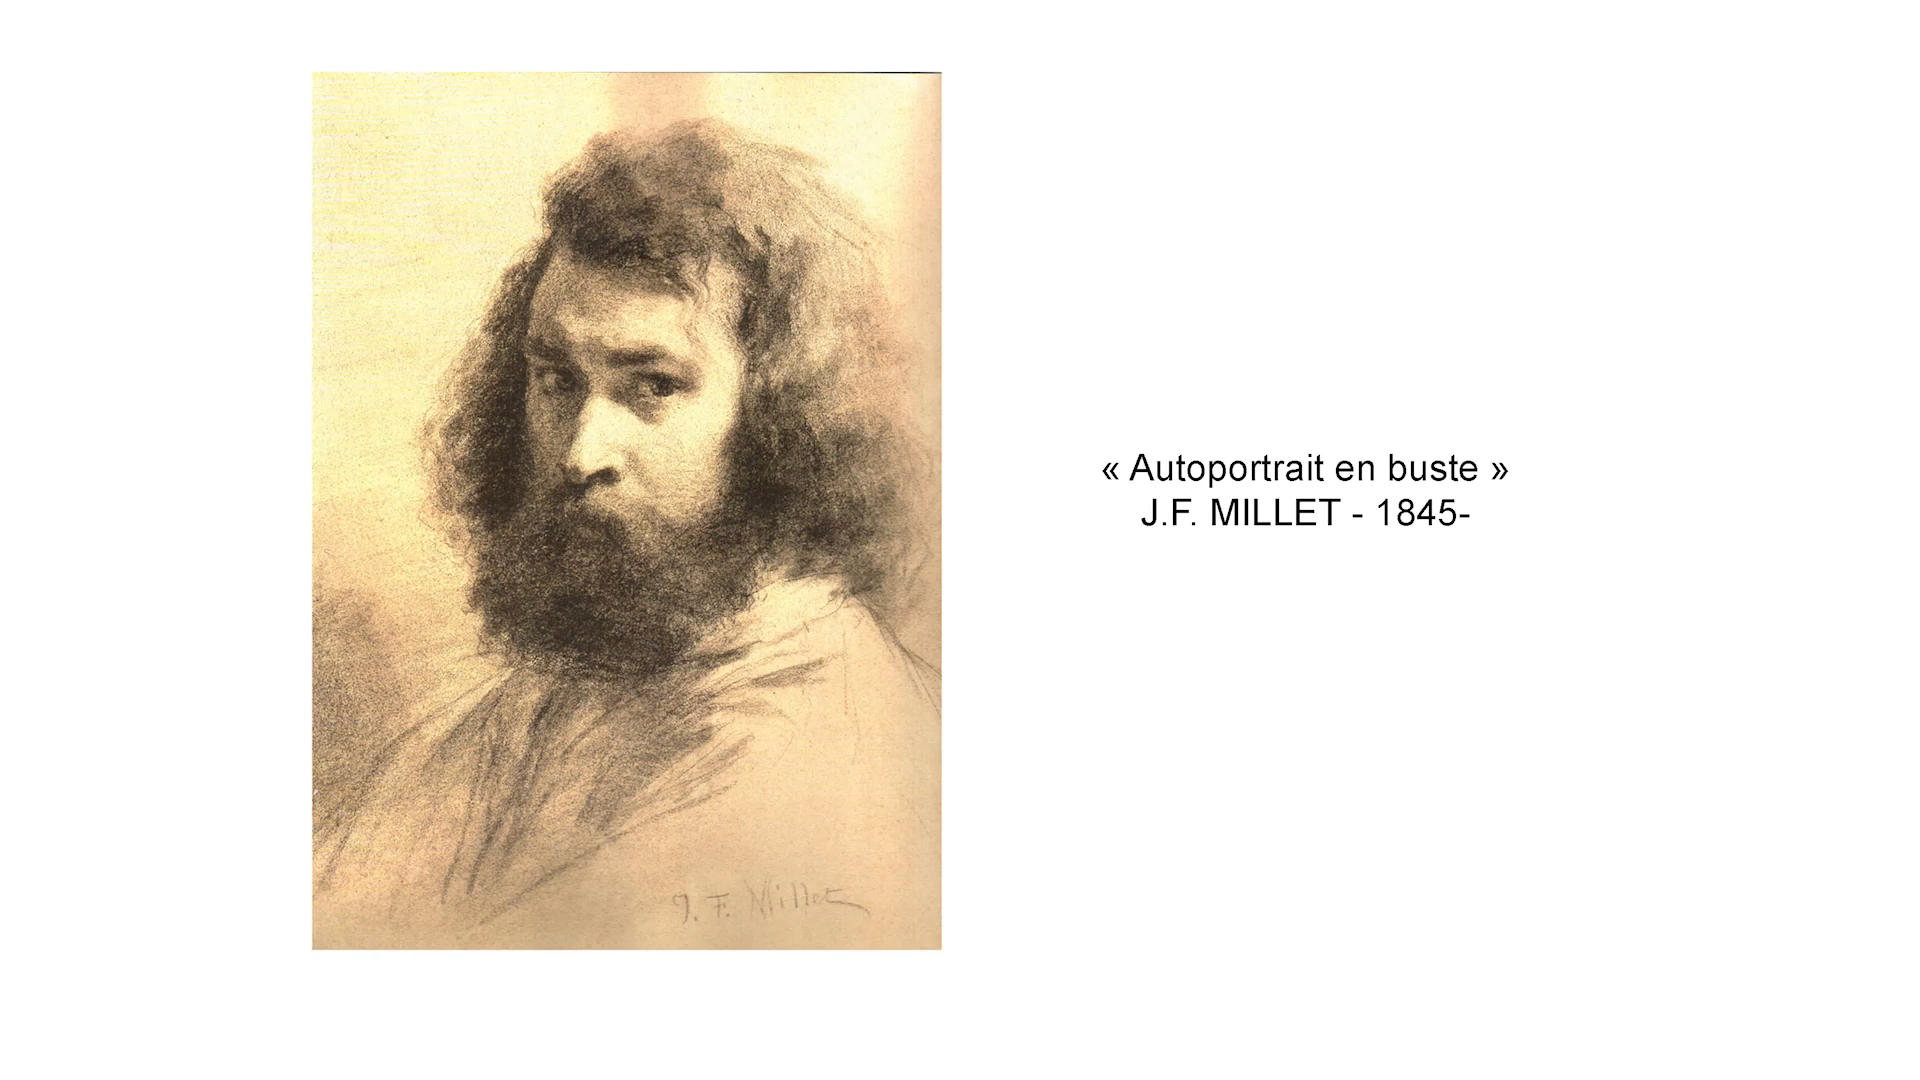 « Autoportrait en buste »
J.F. MILLET - 1845-
J. F. Millet